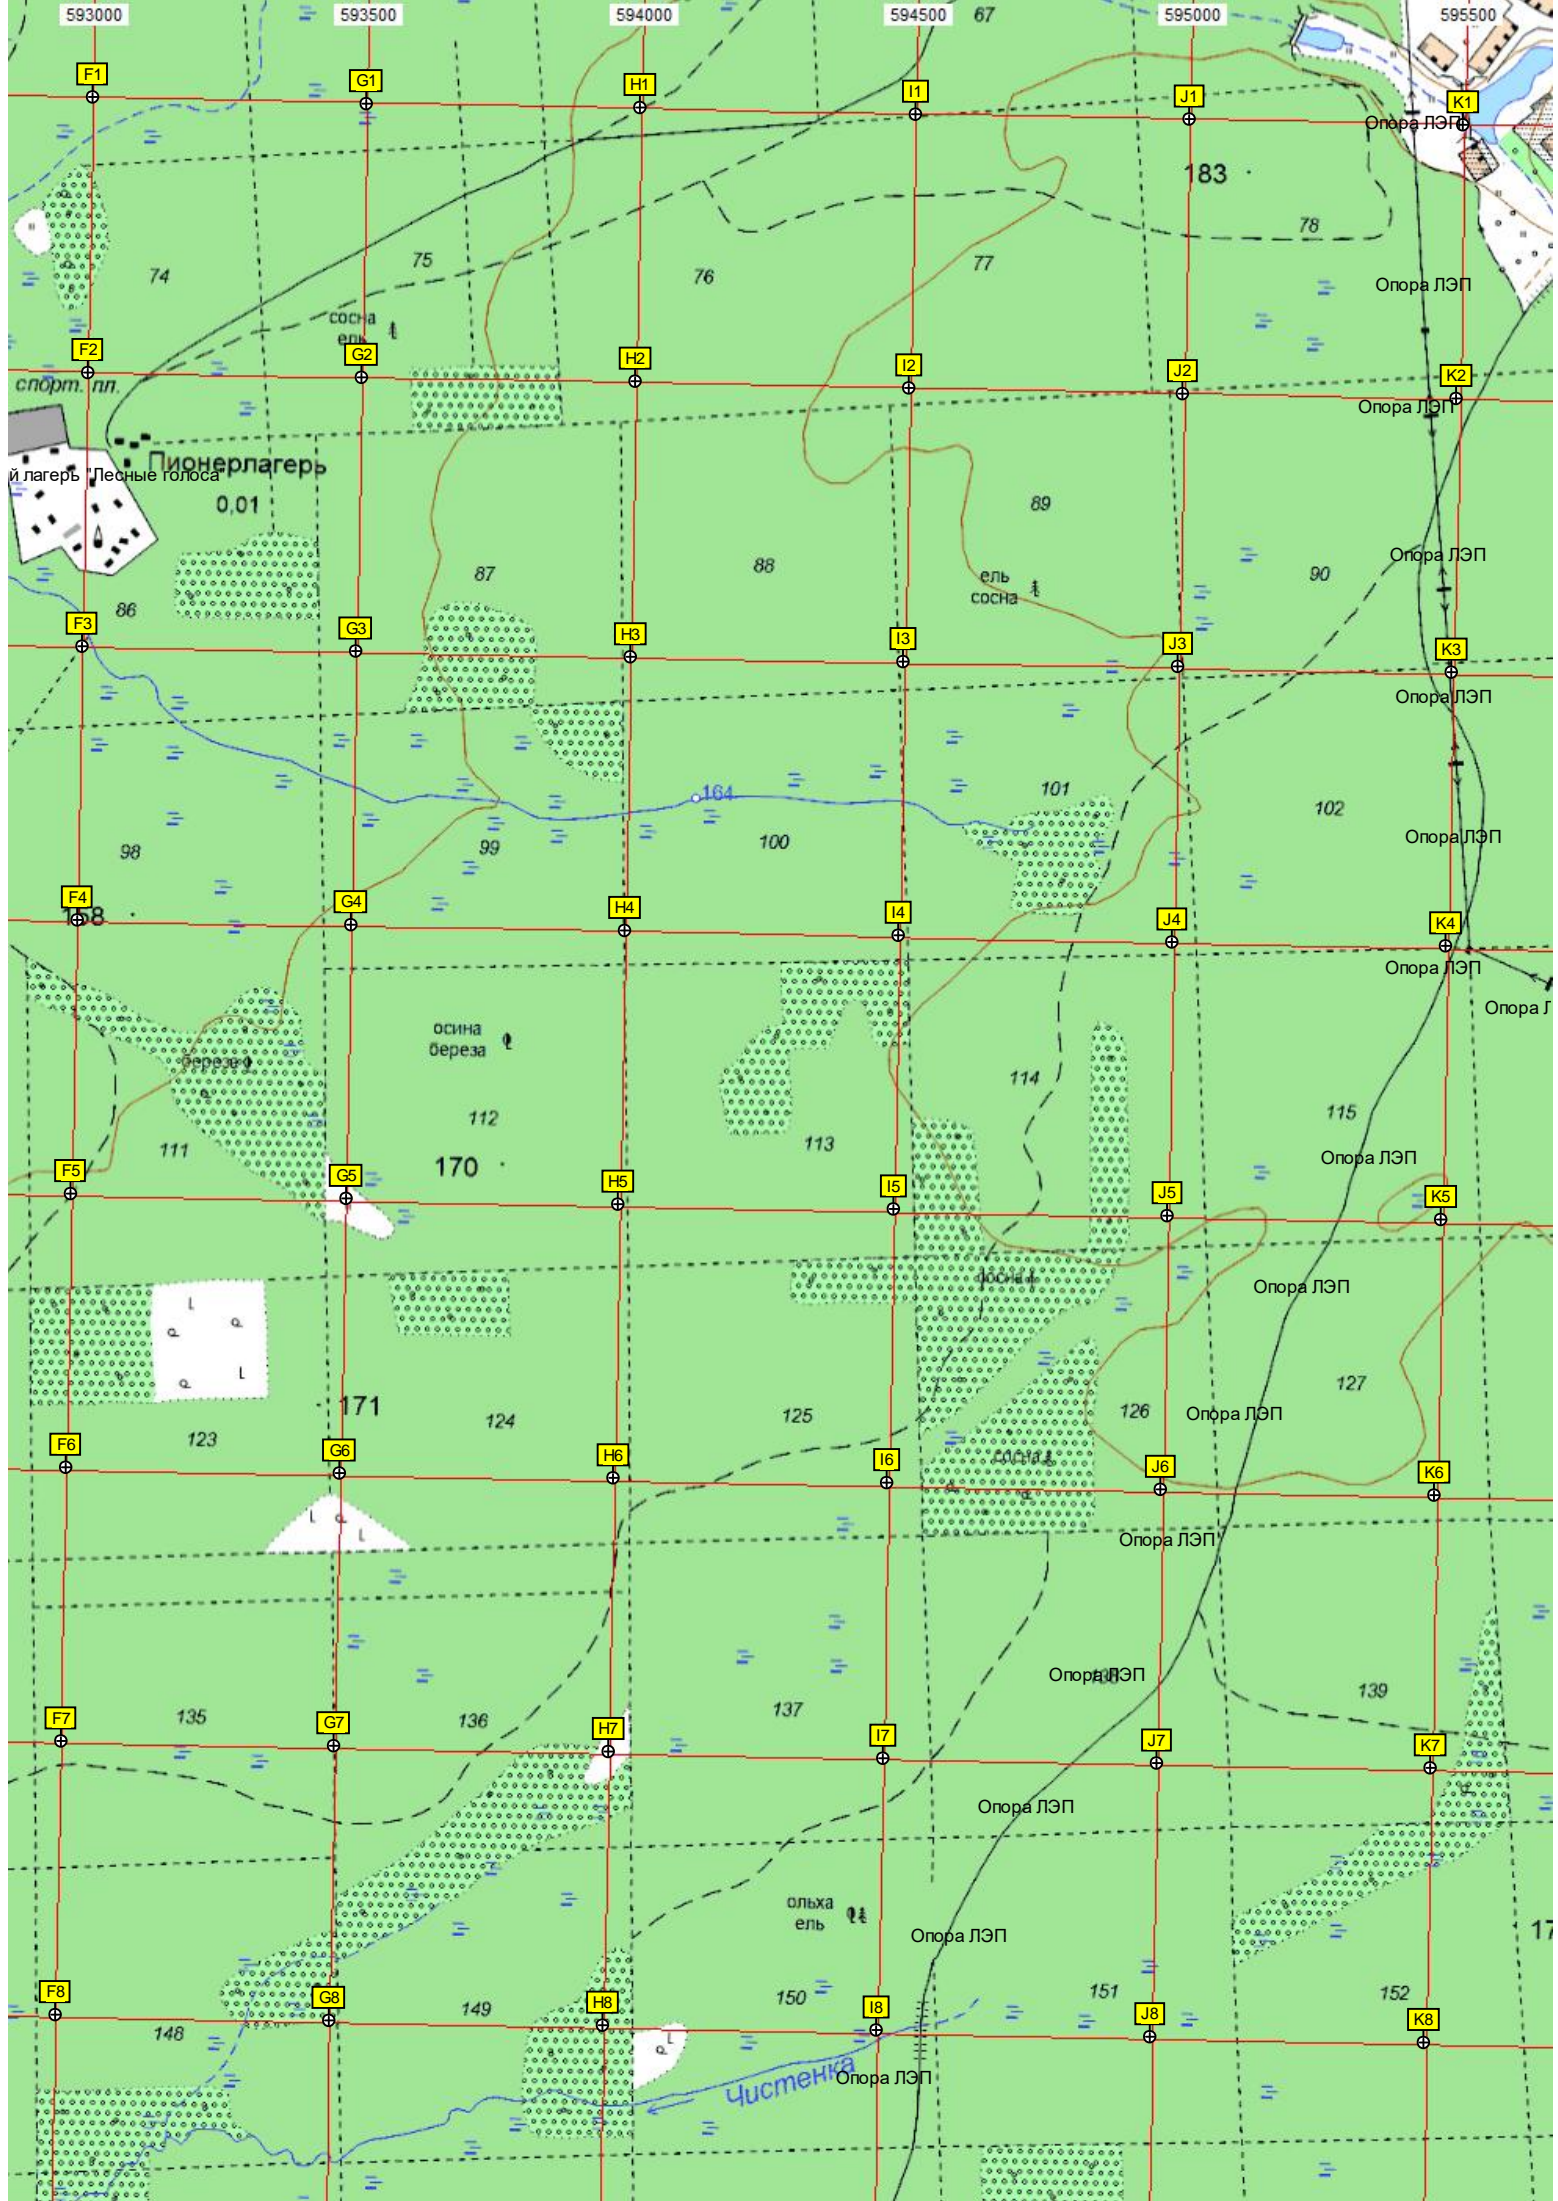 593000 593500 594000 594500 67 595000 595500
F1 G1 H1 I1 J1 K1
Опора ЛЭП
183
78
74 75 76 77
Опора ЛЭП
сосна
ель
F2 G2 H2 I2 J2 K2
спорт. пл.
Опора ЛЭП
Пионерлагерь
й лагерь "Лесные голоса"
0,01
89
Опора ЛЭП
87 88 90
ель
сосна
86
F3 G3 H3 I3 J3 K3
Опора ЛЭП
164
101
102
Опора ЛЭП
98 99 100
F4 G4 H4 I4 J4 K4
Опора ЛЭП
Опора Л
осина
береза
береза
114
115
112
113
111
170
Опора ЛЭП
F5 G5 H5 I5 J5 K5
сосна
Опора ЛЭП
127
171
124 125 126
Опора ЛЭП
123
F6 G6 H6 I6 J6 K6
сосна
Опора ЛЭП
Опора ЛЭП
139
135 136 137
F7 G7 H7 I7 J7 K7
Опора ЛЭП
ольха
ель
17
Опора ЛЭП
F8 G8 H8 I8 J8 K8
148 149 150 151 152
Чистенка
Опора ЛЭП